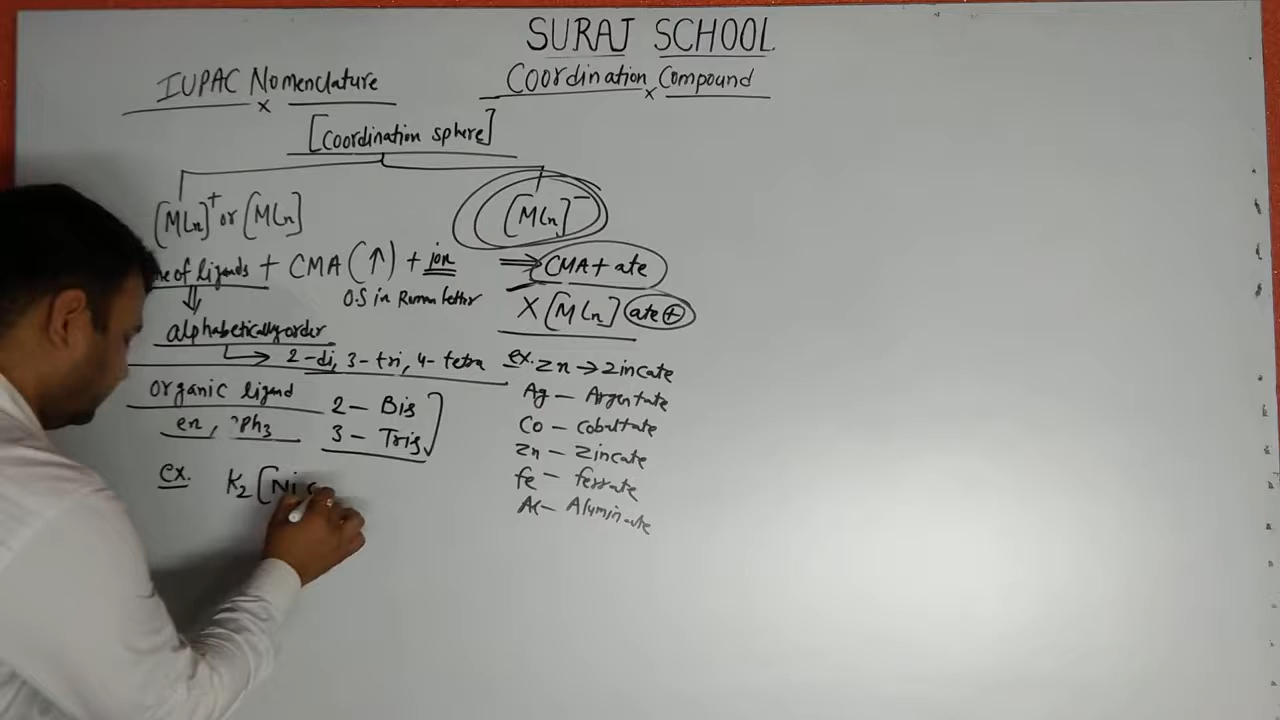 SURAJ SCHOOL
IUPAC Nomenclature
Coordination Compound
[Coordination sphere]
[MLn]⁺ or [MLn]
[MLn]⁻
of ligands + CMA (↑) + ion
⇒ CMA + ate
O.S in Roman letter
X [MLn] ate ⊕
alphabetically order
→ 2-di, 3-tri, 4-tetra
ex. Zn → Zincate
organic ligand
2 – Bis
Ag – Argentate
en, PPh₃
3 – Tris
Co – Cobaltate
Zn – Zincate
ex. K₂[Ni
fe – ferrate
Al – Aluminate